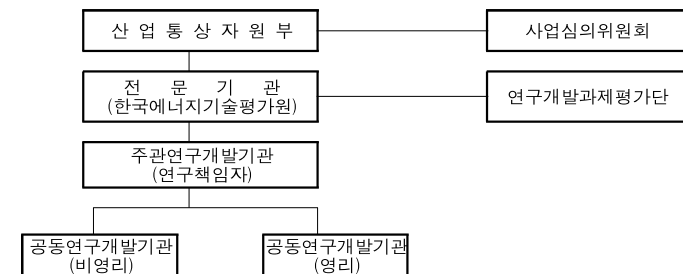 산 업 통 상 자 원 부
사업심의위원회
전 문 기 관
(한국에너지기술평가원)
연구개발과제평가단
주관연구개발기관
(연구책임자)
공동연구개발기관
(비영리)
공동연구개발기관
(영리)